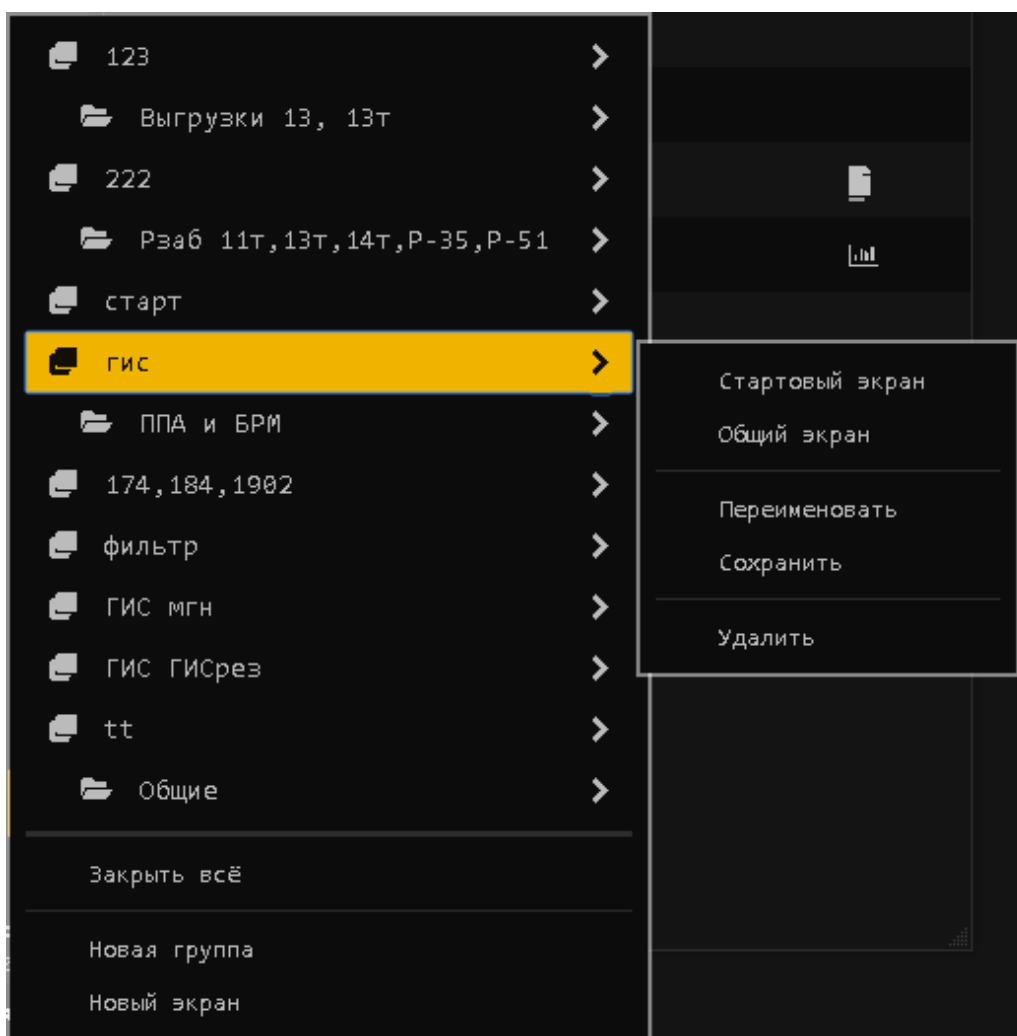 123
Выгрузки 13, 13т
222
Рзаб 11т,13т,14т,Р-35,Р-51
старт
гис
ППА и БРМ
174,184,1902
фильтр
ГИС мгн
ГИС ГИСрез
tt
Общие
Закрыть всё
Новая группа
Новый экран
Стартовый экран
Общий экран
Переименовать
Сохранить
Удалить